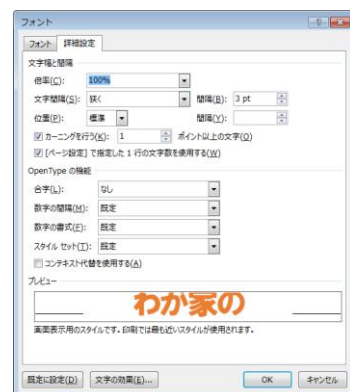 フォント
フォント 詳細設定
文字幅と間隔
倍率(C): 100%
文字間隔(S): 狭く 間隔(B): 3 pt
位置(P): 標準 間隔(Y):
カーニングを行う(K): 1 ポイント以上の文字(O)
[ページ設定] で指定した 1 行の文字数を使用する(W)
OpenType の機能
合字(L): なし
数字の間隔(M): 既定
数字の書式(F): 既定
スタイル セット(T): 既定
コンテキスト代替を使用する(A)
プレビュー
わか家の
画面表示用のスタイルです。印刷では最も近いスタイルが使用されます。
既定に設定(D) 文字の効果(E)... OK キャンセル